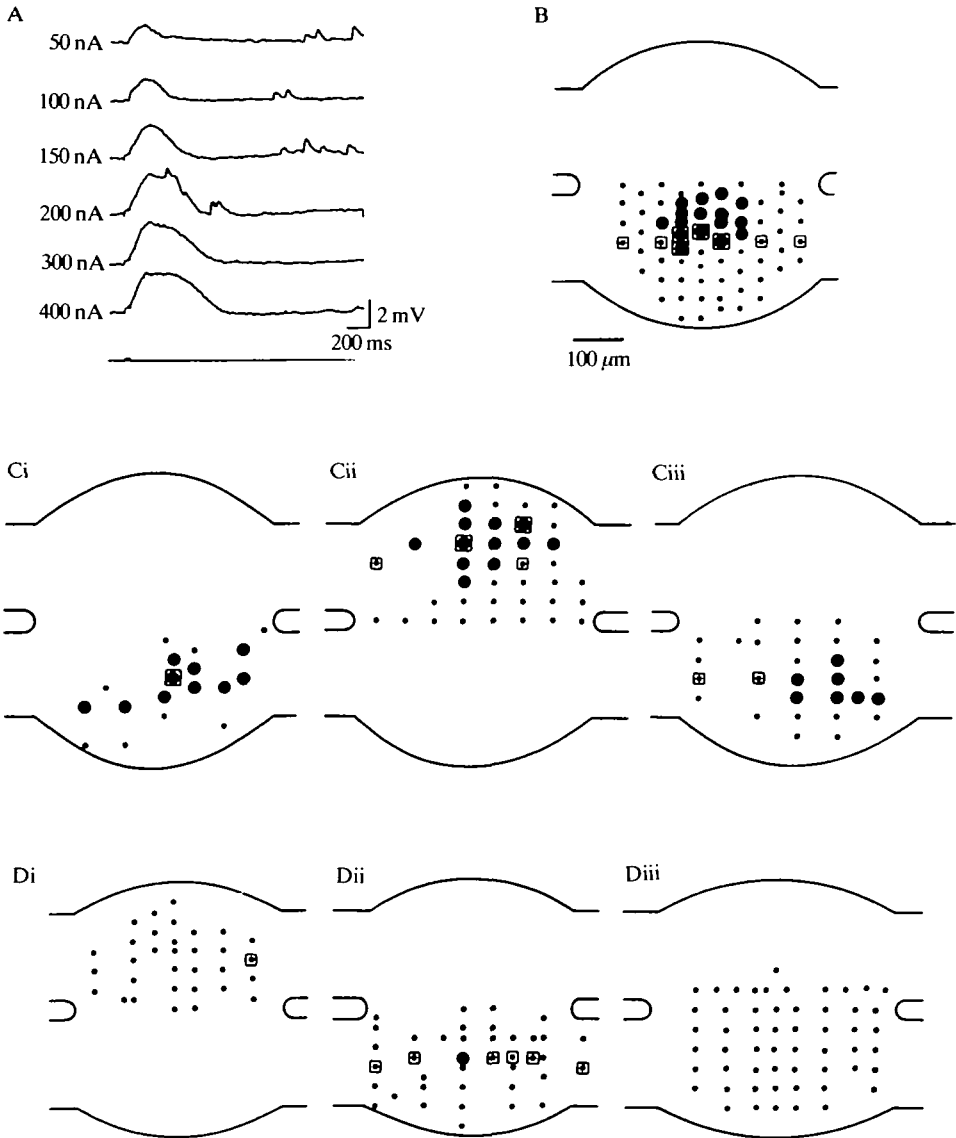 A
50 nA
100 nA
150 nA
200 nA
300 nA
400 nA
2 mV
200 ms
B
100 μm
Ci
Cii
Ciii
Di
Dii
Diii